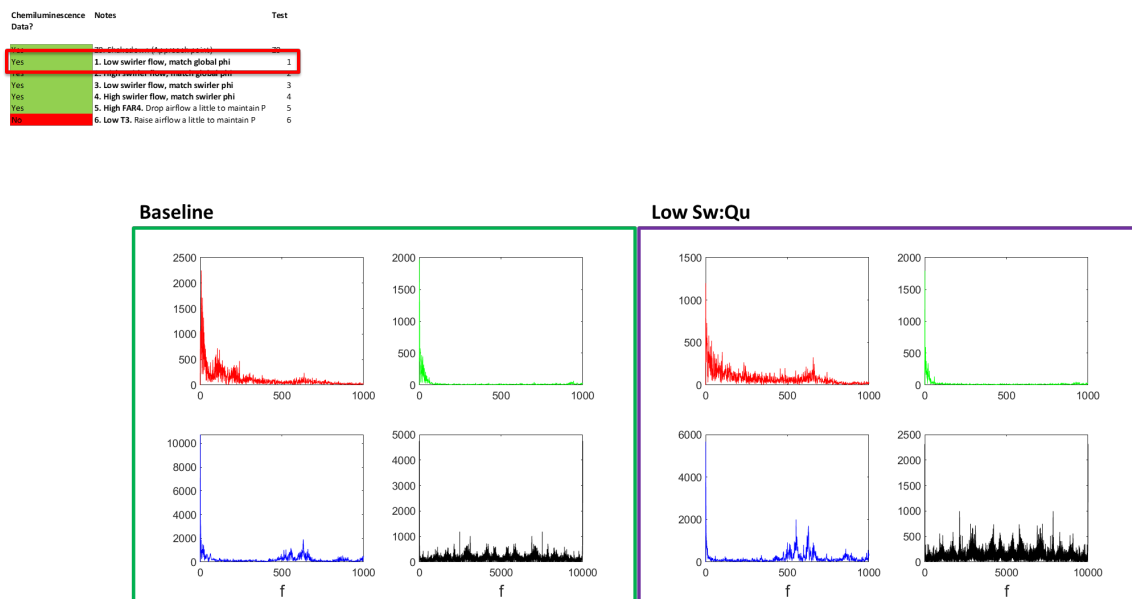 Chemiluminescence Notes Test
Data?
Yes Z0. Shakedown (Approach point) Z0
Yes 1. Low swirler flow, match global phi 1
Yes 2. High swirler flow, match global phi 2
Yes 3. Low swirler flow, match swirler phi 3
Yes 4. High swirler flow, match swirler phi 4
Yes 5. High FAR4. Drop airflow a little to maintain P 5
No 6. Low T3. Raise airflow a little to maintain P 6
Baseline Low Sw:Qu
2500
2000
1500
1000
500
0
0 500 1000
2000
1500
1000
500
0
0 500 1000
1500
1000
500
0
0 500 1000
2000
1500
1000
500
0
0 500 1000
10000
8000
6000
4000
2000
0
0 500 1000
f
5000
4000
3000
2000
1000
0
0 5000 10000
f
6000
4000
2000
0
0 500 1000
f
2500
2000
1500
1000
500
0
0 5000 10000
f